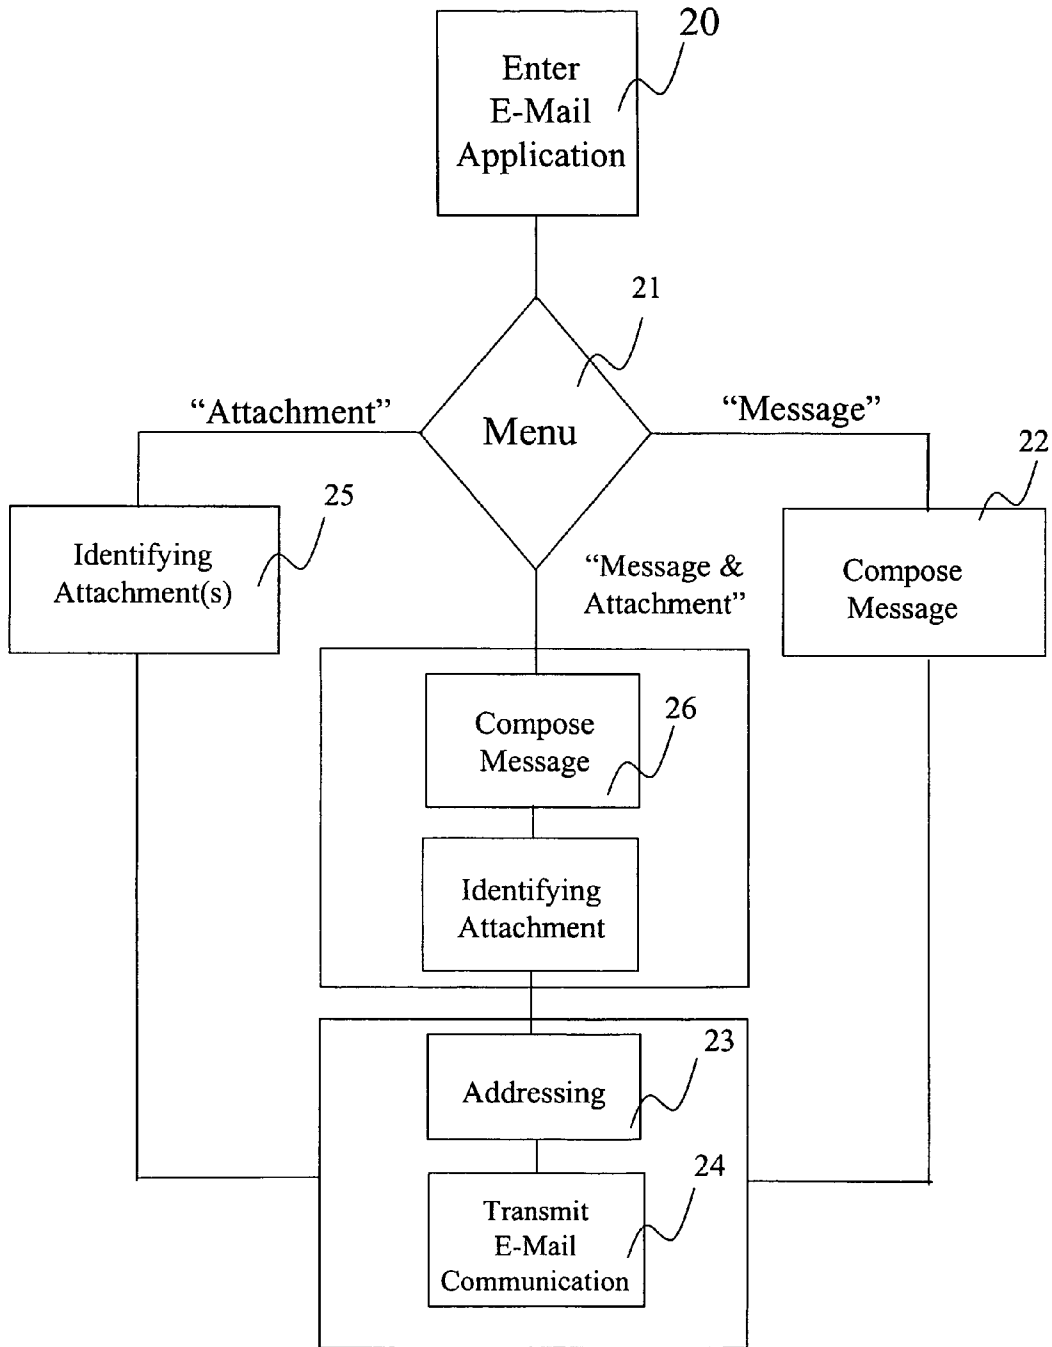 20
Enter
E-Mail
Application
21
Menu
“Attachment”
“Message”
“Message &
Attachment”
25
Identifying
Attachment(s)
22
Compose
Message
26
Compose
Message
Identifying
Attachment
23
Addressing
24
Transmit
E-Mail
Communication